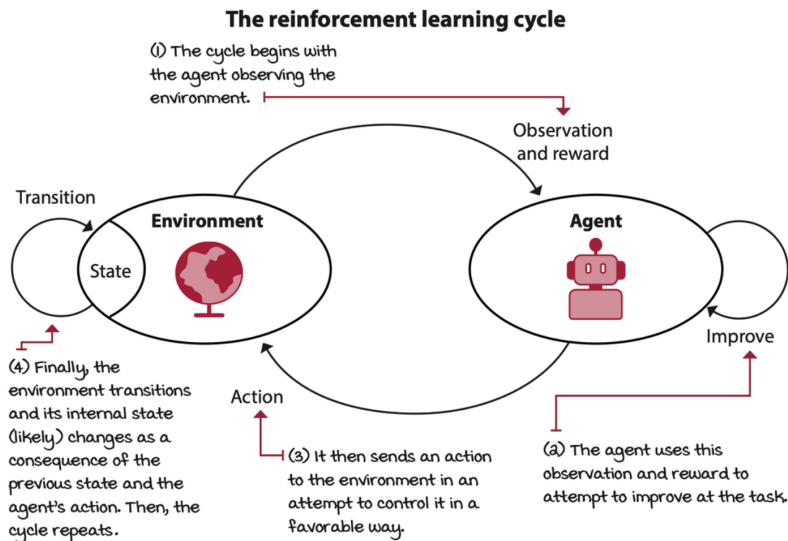 The reinforcement learning cycle
(1) The cycle begins with
the agent observing the
environment.
Observation
and reward
Transition
Environment
State
Agent
Improve
(4) Finally, the
environment transitions
and its internal state
(likely) changes as a
consequence of the
previous state and the
agent's action. Then, the
cycle repeats.
Action
(3) It then sends an action
to the environment in an
attempt to control it in a
favorable way.
(2) The agent uses this
observation and reward to
attempt to improve at the task.